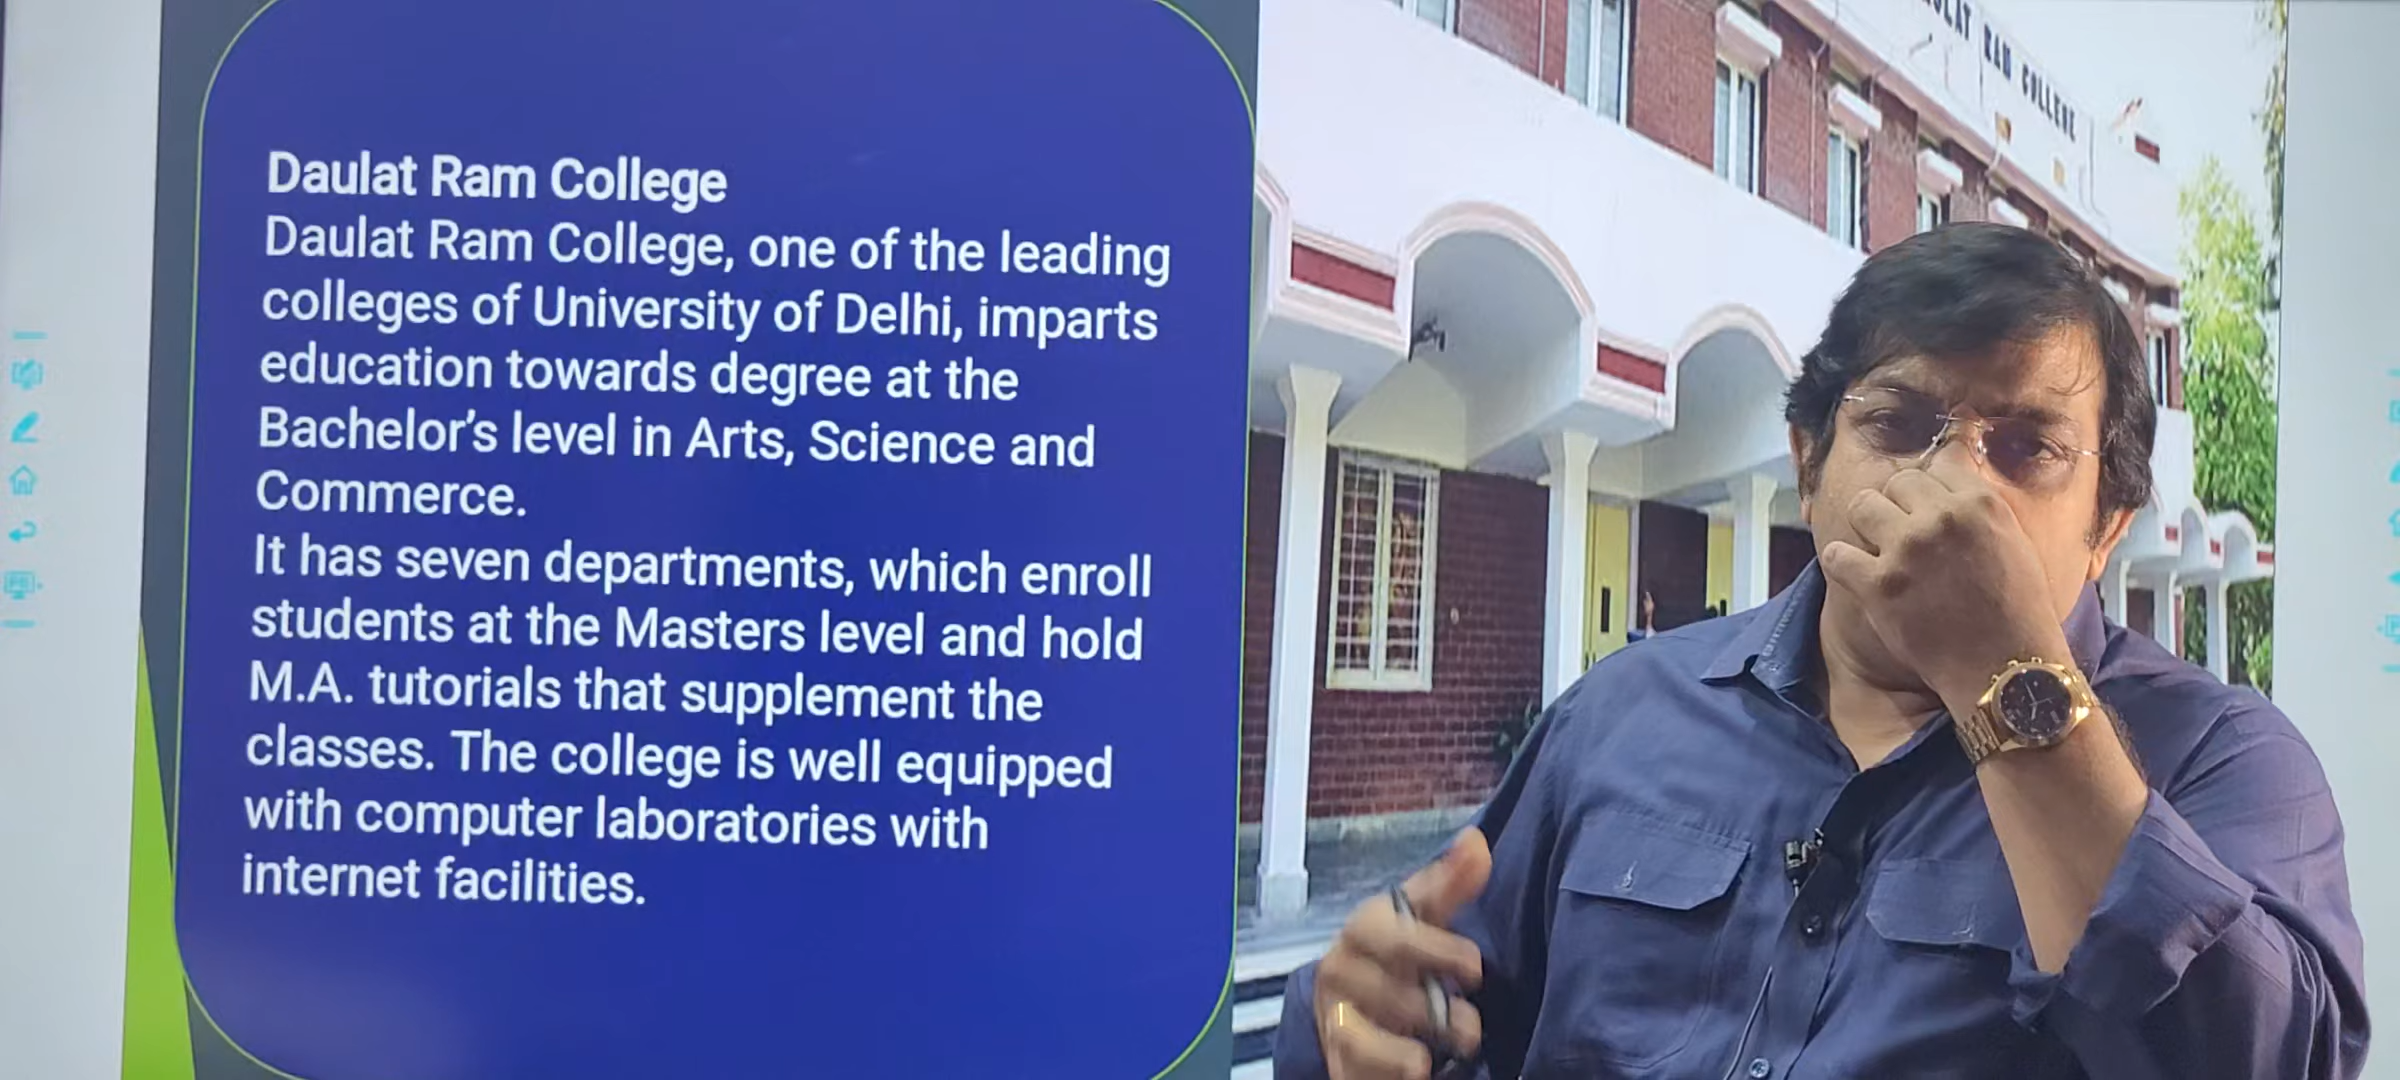 Daulat Ram College
Daulat Ram College, one of the leading
colleges of University of Delhi, imparts
education towards degree at the
Bachelor's level in Arts, Science and
Commerce.
It has seven departments, which enroll
students at the Masters level and hold
M.A. tutorials that supplement the
classes. The college is well equipped
with computer laboratories with
internet facilities.
RAM COLLEGE